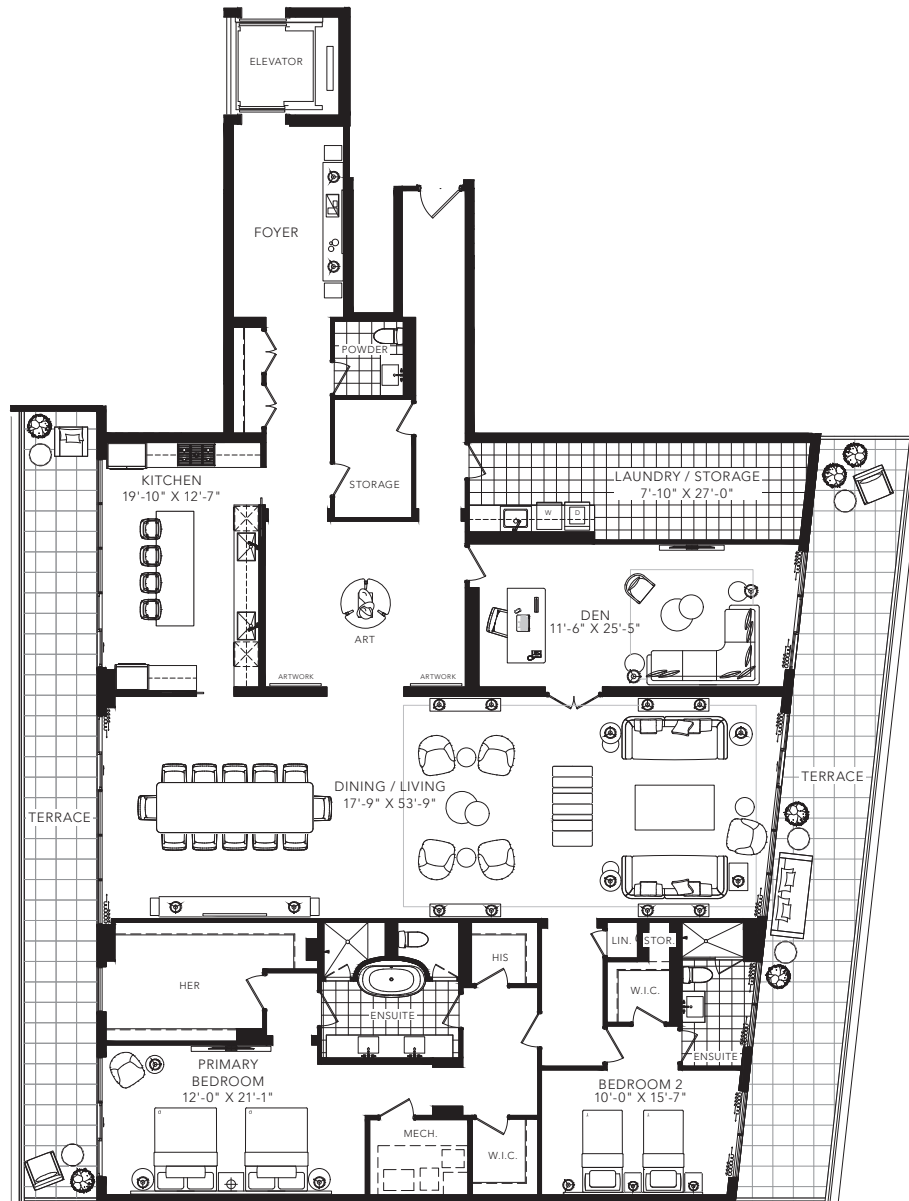 ELEVATOR
FOYER
POWDER
STORAGE
KITCHEN
19'-10" X 12'-7"
LAUNDRY / STORAGE
7'-10" X 27'-0"
W
D
DEN
11'-6" X 25'-5"
ART
ARTWORK
ARTWORK
TERRACE
DINING / LIVING
17'-9" X 53'-9"
TERRACE
LIN.
STOR.
HIS
HER
W.I.C.
ENSUITE
ENSUITE
PRIMARY
BEDROOM
12'-0" X 21'-1"
BEDROOM 2
10'-0" X 15'-7"
MECH.
W.I.C.